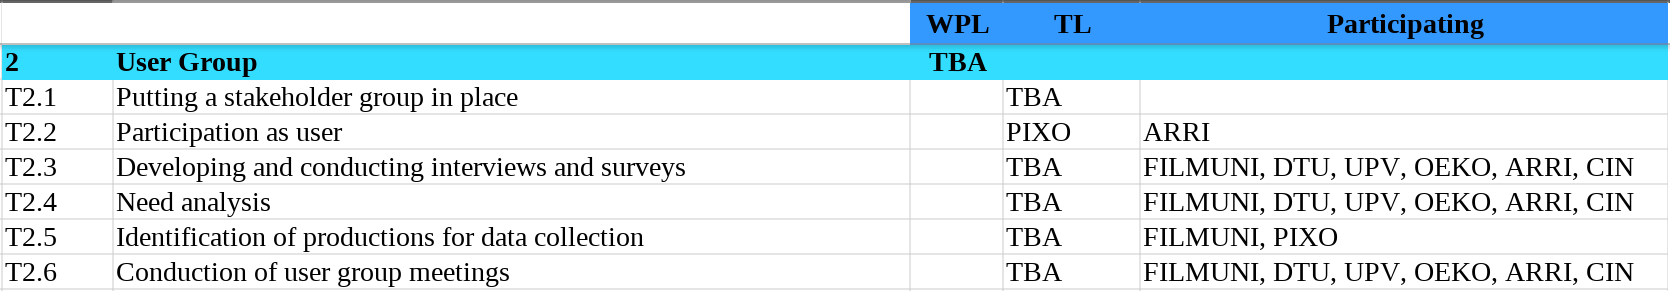 WPL TL Participating
2 User Group TBA
T2.1 Putting a stakeholder group in place TBA
T2.2 Participation as user PIXO ARRI
T2.3 Developing and conducting interviews and surveys TBA FILMUNI, DTU, UPV, OEKO, ARRI, CIN
T2.4 Need analysis TBA FILMUNI, DTU, UPV, OEKO, ARRI, CIN
T2.5 Identification of productions for data collection TBA FILMUNI, PIXO
T2.6 Conduction of user group meetings TBA FILMUNI, DTU, UPV, OEKO, ARRI, CIN